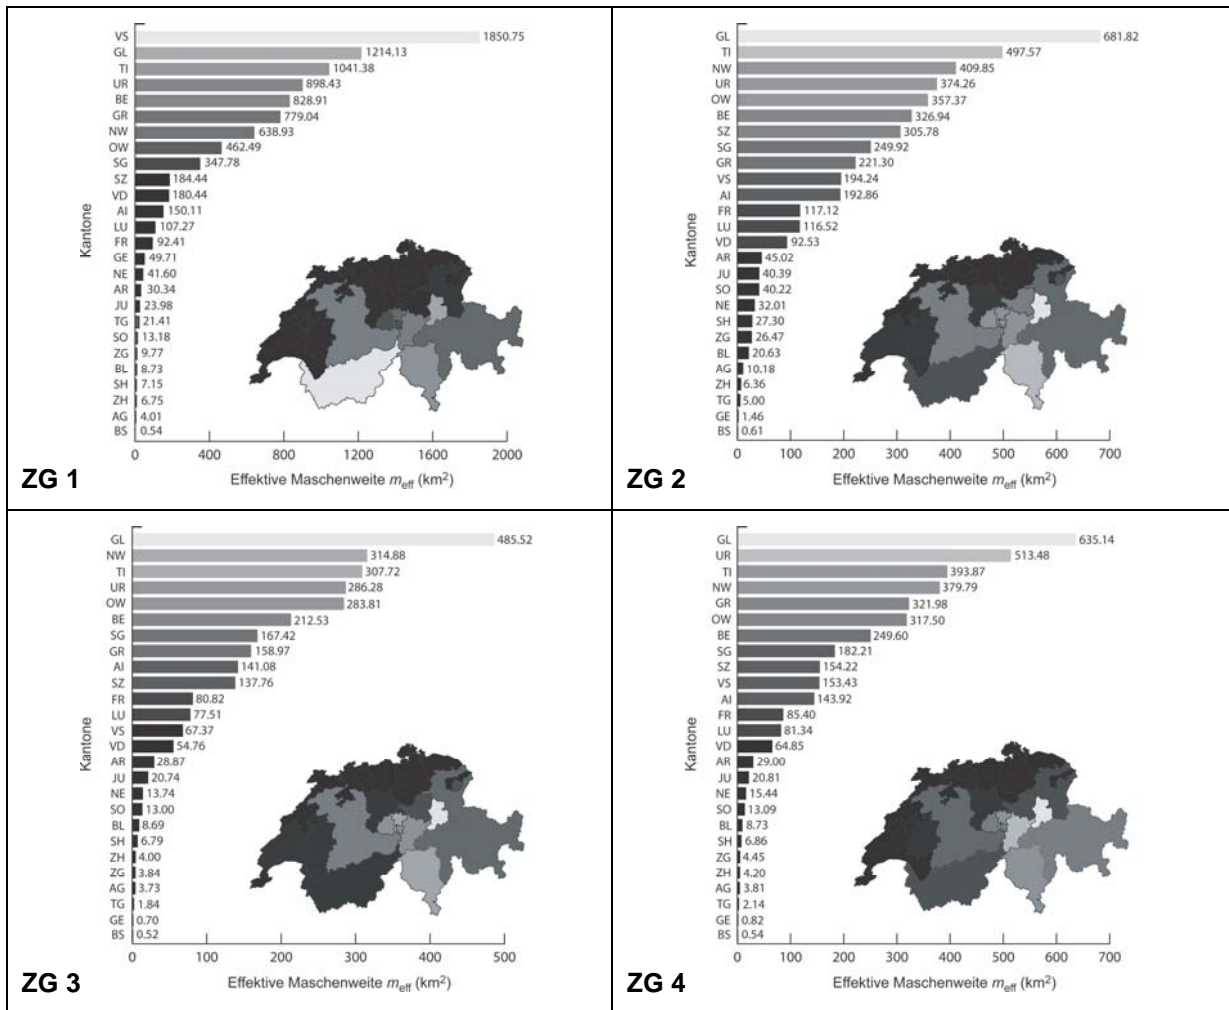 VS 1850.75
GL 1214.13
TI 1041.38
UR 898.43
BE 828.91
GR 779.04
NW 638.93
OW 462.49
SG 347.78
SZ 184.44
VD 180.44
AI 150.11
LU 107.27
FR 92.41
GE 49.71
NE 41.60
AR 30.34
JU 23.98
TG 21.41
SO 13.18
ZG 9.77
BL 8.73
SH 7.15
ZH 6.75
AG 4.01
BS 0.54
Kantone
0 400 800 1200 1600 2000
Effektive Maschenweite meff (km²)
ZG 1
GL 681.82
TI 497.57
NW 409.85
UR 374.26
OW 357.37
BE 326.94
SZ 305.78
SG 249.92
GR 221.30
VS 194.24
AI 192.86
FR 117.12
LU 116.52
VD 92.53
AR 45.02
JU 40.39
SO 40.22
NE 32.01
SH 27.30
ZG 26.47
BL 20.63
AG 10.18
ZH 6.36
TG 5.00
GE 1.46
BS 0.61
Kantone
0 100 200 300 400 500 600 700
Effektive Maschenweite meff (km²)
ZG 2
GL 485.52
NW 314.88
TI 307.72
UR 286.28
OW 283.81
BE 212.53
SG 167.42
GR 158.97
AI 141.08
SZ 137.76
FR 80.82
LU 77.51
VS 67.37
VD 54.76
AR 28.87
JU 20.74
NE 13.74
SO 13.00
BL 8.69
SH 6.79
ZH 4.00
ZG 3.84
AG 3.73
TG 1.84
GE 0.70
BS 0.52
Kantone
0 100 200 300 400 500
Effektive Maschenweite meff (km²)
ZG 3
GL 635.14
UR 513.48
TI 393.87
NW 379.79
GR 321.98
OW 317.50
BE 249.60
SG 182.21
SZ 154.22
VS 153.43
AI 143.92
FR 85.40
LU 81.34
VD 64.85
AR 29.00
JU 20.81
NE 15.44
SO 13.09
BL 8.73
SH 6.86
ZG 4.45
ZH 4.20
AG 3.81
TG 2.14
GE 0.82
BS 0.54
Kantone
0 100 200 300 400 500 600 700
Effektive Maschenweite meff (km²)
ZG 4